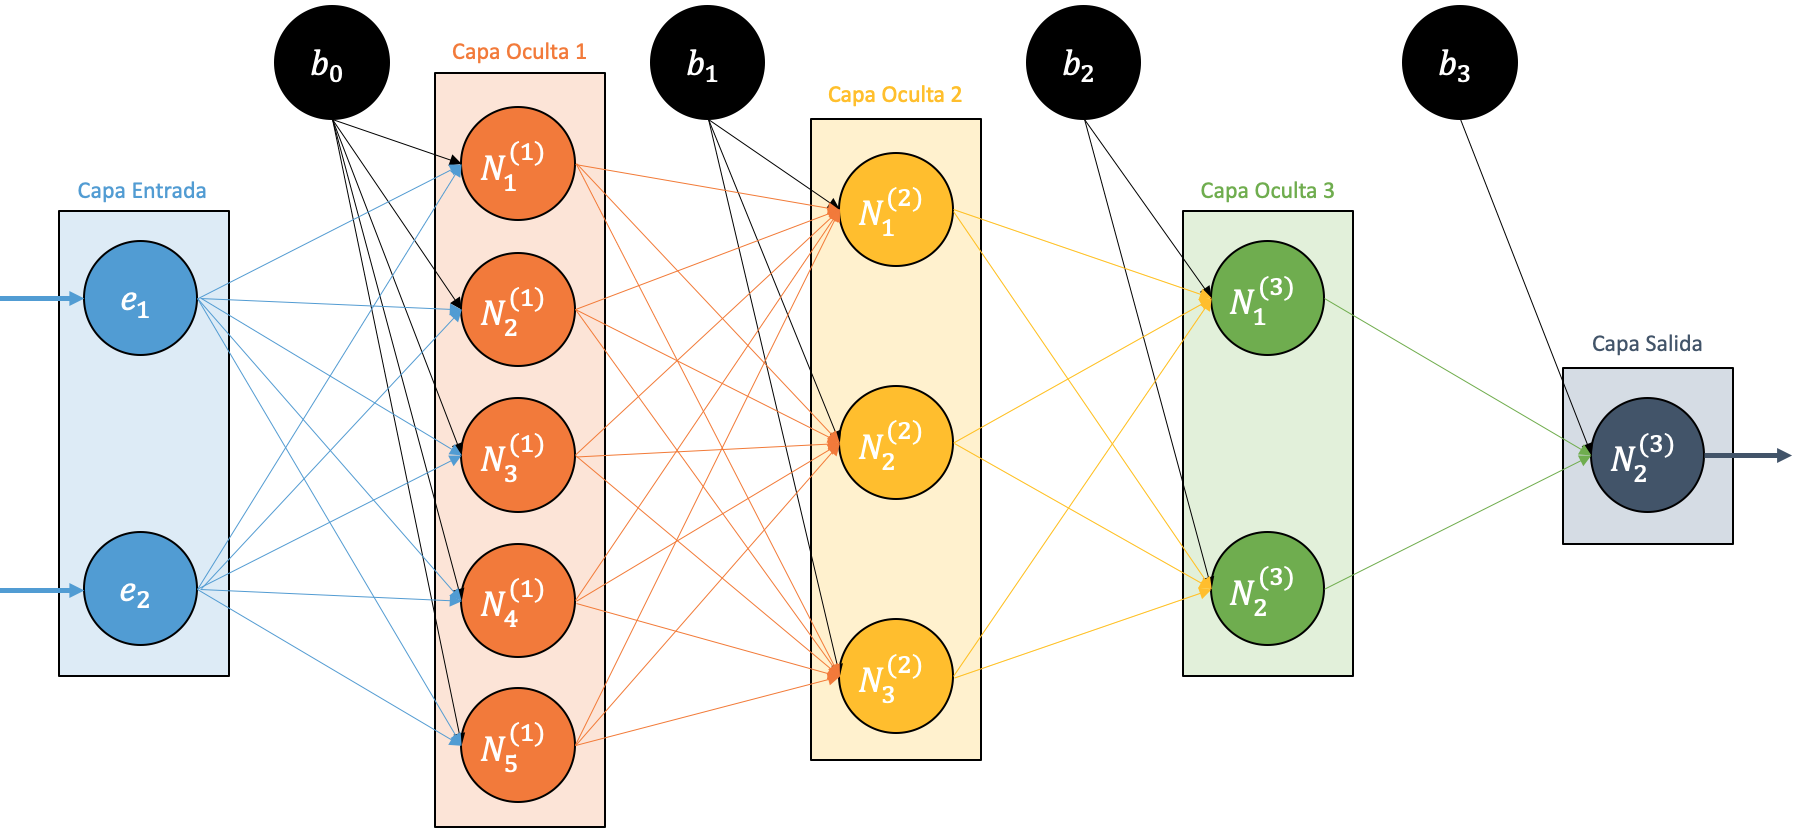 b₀
b₁
b₂
b₃
Capa Entrada
e₁
e₂
Capa Oculta 1
N₁⁽¹⁾
N₂⁽¹⁾
N₃⁽¹⁾
N₄⁽¹⁾
N₅⁽¹⁾
Capa Oculta 2
N₁⁽²⁾
N₂⁽²⁾
N₃⁽²⁾
Capa Oculta 3
N₁⁽³⁾
N₂⁽³⁾
Capa Salida
N₂⁽³⁾